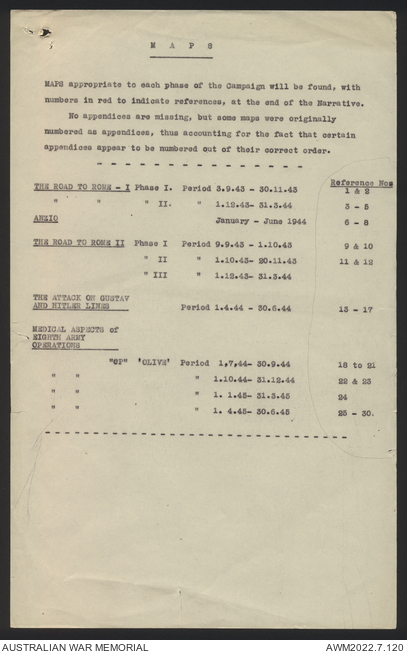 M A P S
MAPS appropriate to each phase of the Campaign will be found, with
numbers in red to indicate references, at the end of the Narrative.
No appendices are missing, but some maps were originally
numbered as appendices, thus accounting for the fact that certain
appendices appear to be numbered out of their correct order.
- - - - - - - - - - - - - - -
Reference Nos
THE ROAD TO ROME - I Phase I. Period 3.9.43 - 30.11.43 1 & 2
" " " II. " 1.12.43- 31.3.44 3 - 5
ANZIO January - June 1944 6 - 8
THE ROAD TO ROME II Phase I Period 9.9.43 - 1.10.43 9 & 10
" II " 1.10.43- 20.11.43 11 & 12
" III " 1.12.43- 31.3.44
THE ATTACK ON GUSTAV
AND HITLER LINES Period 1.4.44 - 30.6.44 13 - 17
MEDICAL ASPECTS of
EIGHTH ARMY
OPERATIONS
"OP" 'OLIVE' Period 1,7,44- 30.9.44 18 to 21
" " " 1.10.44- 31.12.44 22 & 23
" " " 1. 1.45- 31.3.45 24
" " " 1. 4.45- 30.6.45 25 - 30.
- - - - - - - - - - - - - - - - - - - - - - - - - - - - - - - -
AUSTRALIAN WAR MEMORIAL AWM2022.7.120